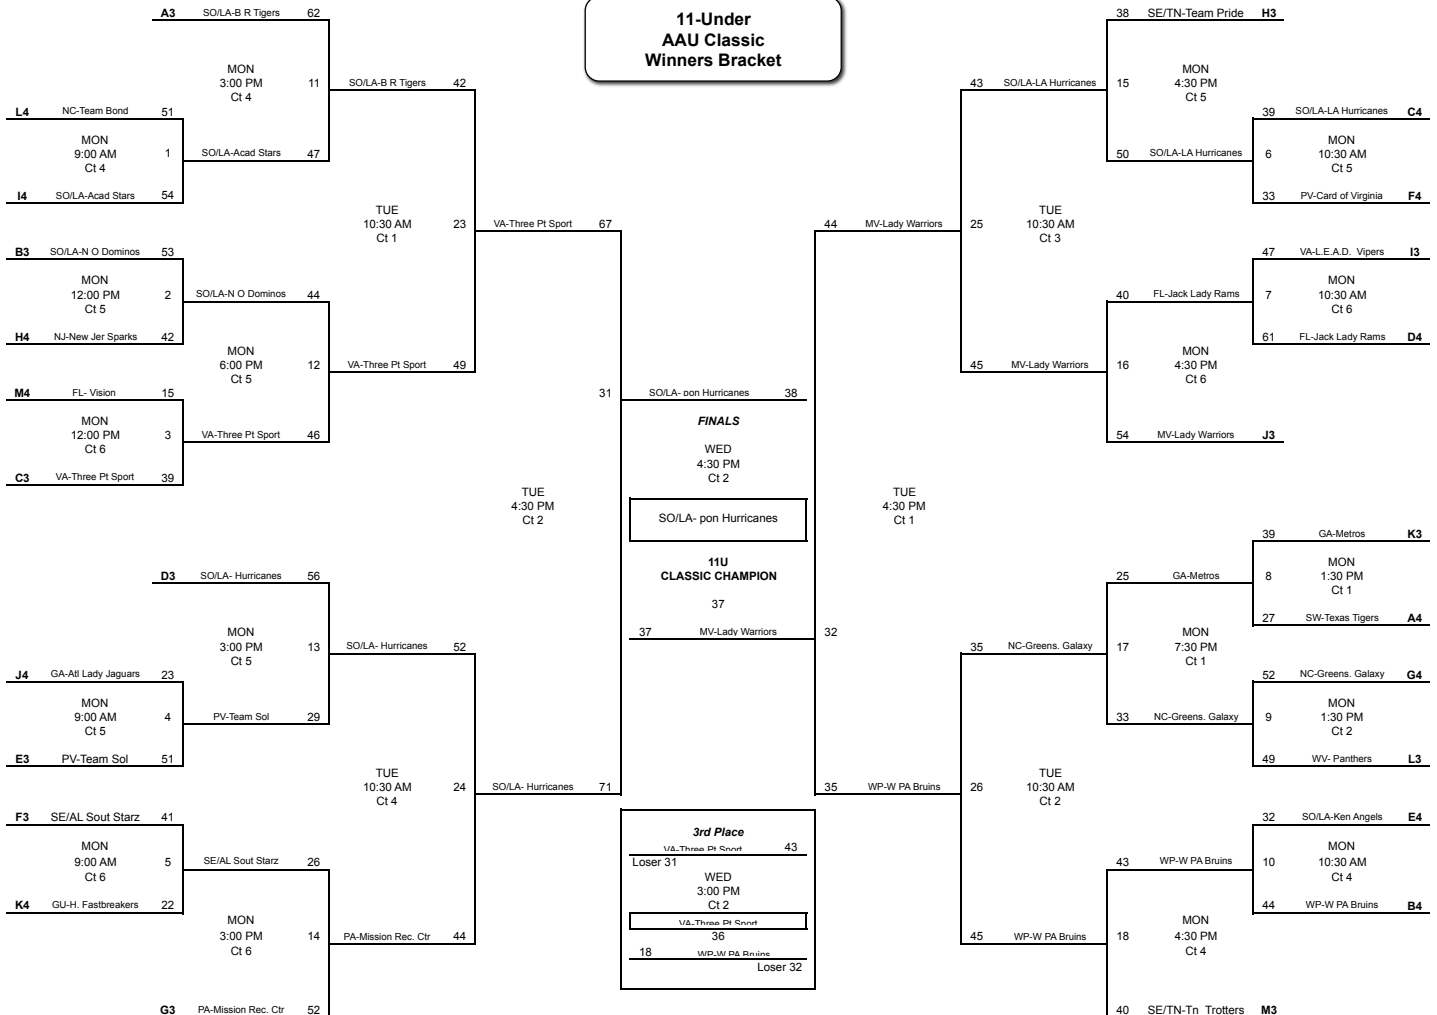 11-Under
AAU Classic
Winners Bracket
A3 SO/LA-B R Tigers 62
MON
3:00 PM
Ct 4
11 SO/LA-B R Tigers 42
L4 NC-Team Bond 51
MON
9:00 AM
Ct 4
1 SO/LA-Acad Stars 47
I4 SO/LA-Acad Stars 54
TUE
10:30 AM
Ct 1
23 VA-Three Pt Sport 67
B3 SO/LA-N O Dominos 53
MON
12:00 PM
Ct 5
2 SO/LA-N O Dominos 44
H4 NJ-New Jer Sparks 42
MON
6:00 PM
Ct 5
12 VA-Three Pt Sport 49
M4 FL- Vision 15
MON
12:00 PM
Ct 6
3 VA-Three Pt Sport 46
C3 VA-Three Pt Sport 39
TUE
4:30 PM
Ct 2
31 SO/LA- pon Hurricanes 38
D3 SO/LA- Hurricanes 56
MON
3:00 PM
Ct 5
13 SO/LA- Hurricanes 52
J4 GA-Atl Lady Jaguars 23
MON
9:00 AM
Ct 5
4 PV-Team Sol 29
E3 PV-Team Sol 51
TUE
10:30 AM
Ct 4
24 SO/LA- Hurricanes 71
F3 SE/AL Sout Starz 41
MON
9:00 AM
Ct 6
5 SE/AL Sout Starz 26
K4 GU-H. Fastbreakers 22
MON
3:00 PM
Ct 6
14 PA-Mission Rec. Ctr 44
G3 PA-Mission Rec. Ctr 52
FINALS
WED
4:30 PM
Ct 2
SO/LA- pon Hurricanes
11U
CLASSIC CHAMPION
37
37 MV-Lady Warriors 32
3rd Place
VA-Three Pt Sport 43
Loser 31
WED
3:00 PM
Ct 2
VA-Three Pt Sport
36
18 WP-W PA Bruins
Loser 32
38 SE/TN-Team Pride H3
MON
4:30 PM
Ct 5
43 SO/LA-LA Hurricanes 15
39 SO/LA-LA Hurricanes C4
MON
10:30 AM
Ct 5
50 SO/LA-LA Hurricanes 6
33 PV-Card of Virginia F4
TUE
10:30 AM
Ct 3
44 MV-Lady Warriors 25
47 VA-L.E.A.D. Vipers I3
MON
10:30 AM
Ct 6
40 FL-Jack Lady Rams 7
61 FL-Jack Lady Rams D4
MON
4:30 PM
Ct 6
45 MV-Lady Warriors 16
54 MV-Lady Warriors J3
TUE
4:30 PM
Ct 1
39 GA-Metros K3
MON
1:30 PM
Ct 1
25 GA-Metros 8
27 SW-Texas Tigers A4
MON
7:30 PM
Ct 1
35 NC-Greens. Galaxy 17
52 NC-Greens. Galaxy G4
MON
1:30 PM
Ct 2
33 NC-Greens. Galaxy 9
49 WV- Panthers L3
TUE
10:30 AM
Ct 2
35 WP-W PA Bruins 26
32 SO/LA-Ken Angels E4
MON
10:30 AM
Ct 4
43 WP-W PA Bruins 10
44 WP-W PA Bruins B4
MON
4:30 PM
Ct 4
45 WP-W PA Bruins 18
40 SE/TN-Tn Trotters M3